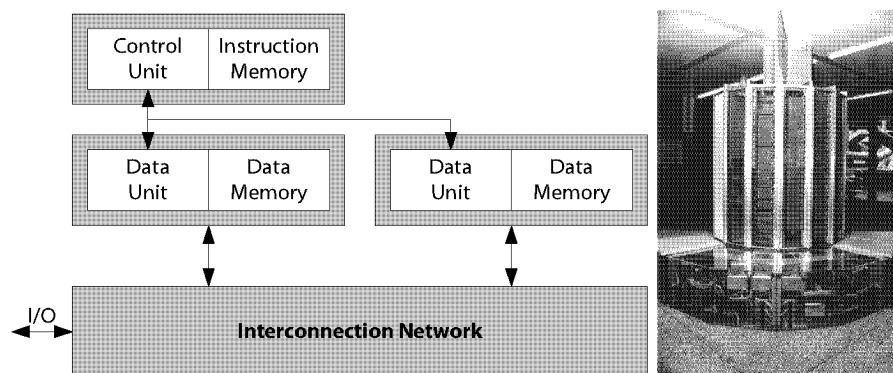 Control Instruction
Unit Memory
Data Data
Unit Memory
Data Data
Unit Memory
I/O
Interconnection Network